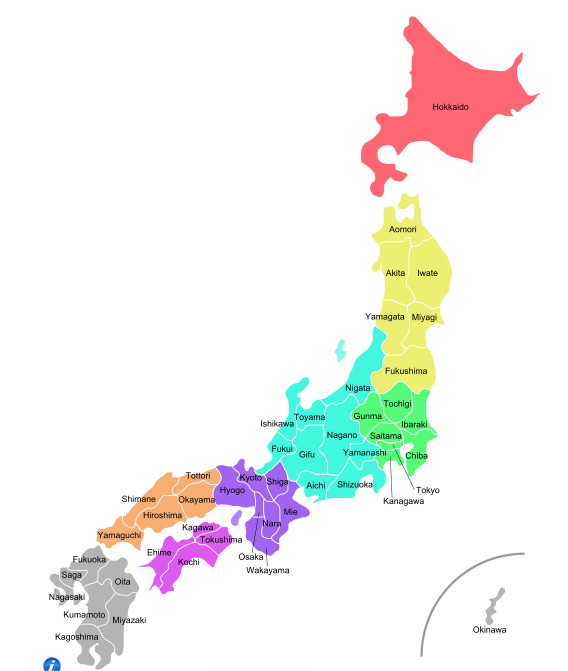 Hokkaido
Aomori
Akita
Iwate
Yamagata
Miyagi
Fukushima
Nigata
Tochigi
Gunma
Ibaraki
Toyama
Ishikawa
Nagano
Saitama
Fukui
Gifu
Yamanashi
Chiba
Tottori
Kyoto
Shiga
Aichi
Shizuoka
Tokyo
Kanagawa
Hyogo
Shimane
Okayama
Mie
Hiroshima
Nara
Kagawa
Yamaguchi
Tokushima
Ehime
Osaka
Kochi
Wakayama
Fukuoka
Saga
Oita
Nagasaki
Kumamoto
Miyazaki
Okinawa
Kagoshima
i